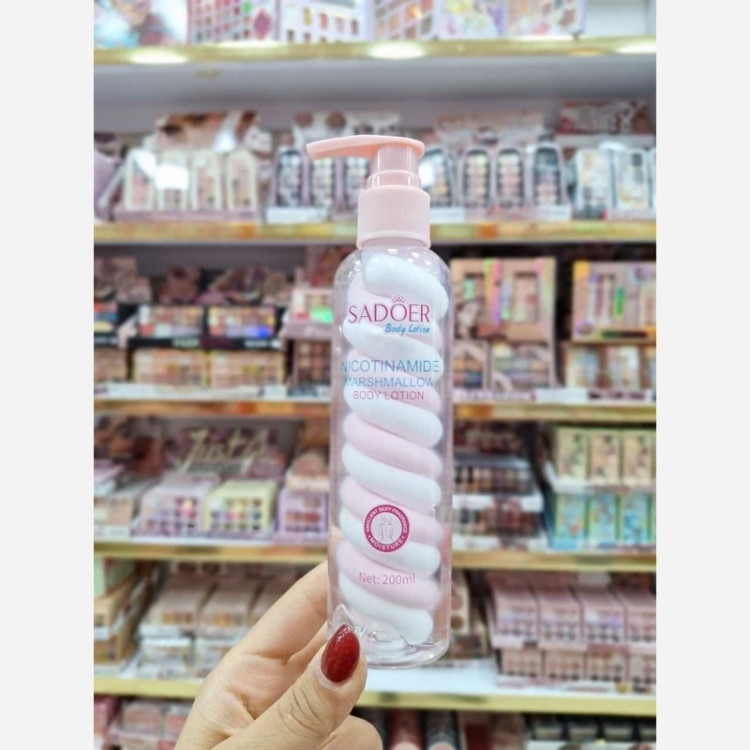 SADOER
Body Lotion
NICOTINAMIDE
MARSHMALLOW
BODY LOTION
MOISTURE
Net: 200ml